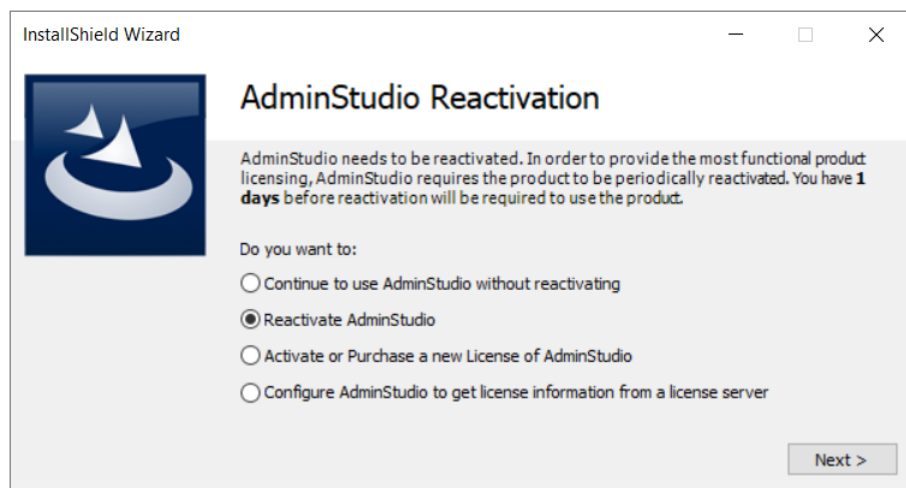 InstallShield Wizard
AdminStudio Reactivation
AdminStudio needs to be reactivated. In order to provide the most functional product
licensing, AdminStudio requires the product to be periodically reactivated. You have 1
days before reactivation will be required to use the product.
Do you want to:
Continue to use AdminStudio without reactivating
Reactivate AdminStudio
Activate or Purchase a new License of AdminStudio
Configure AdminStudio to get license information from a license server
Next >